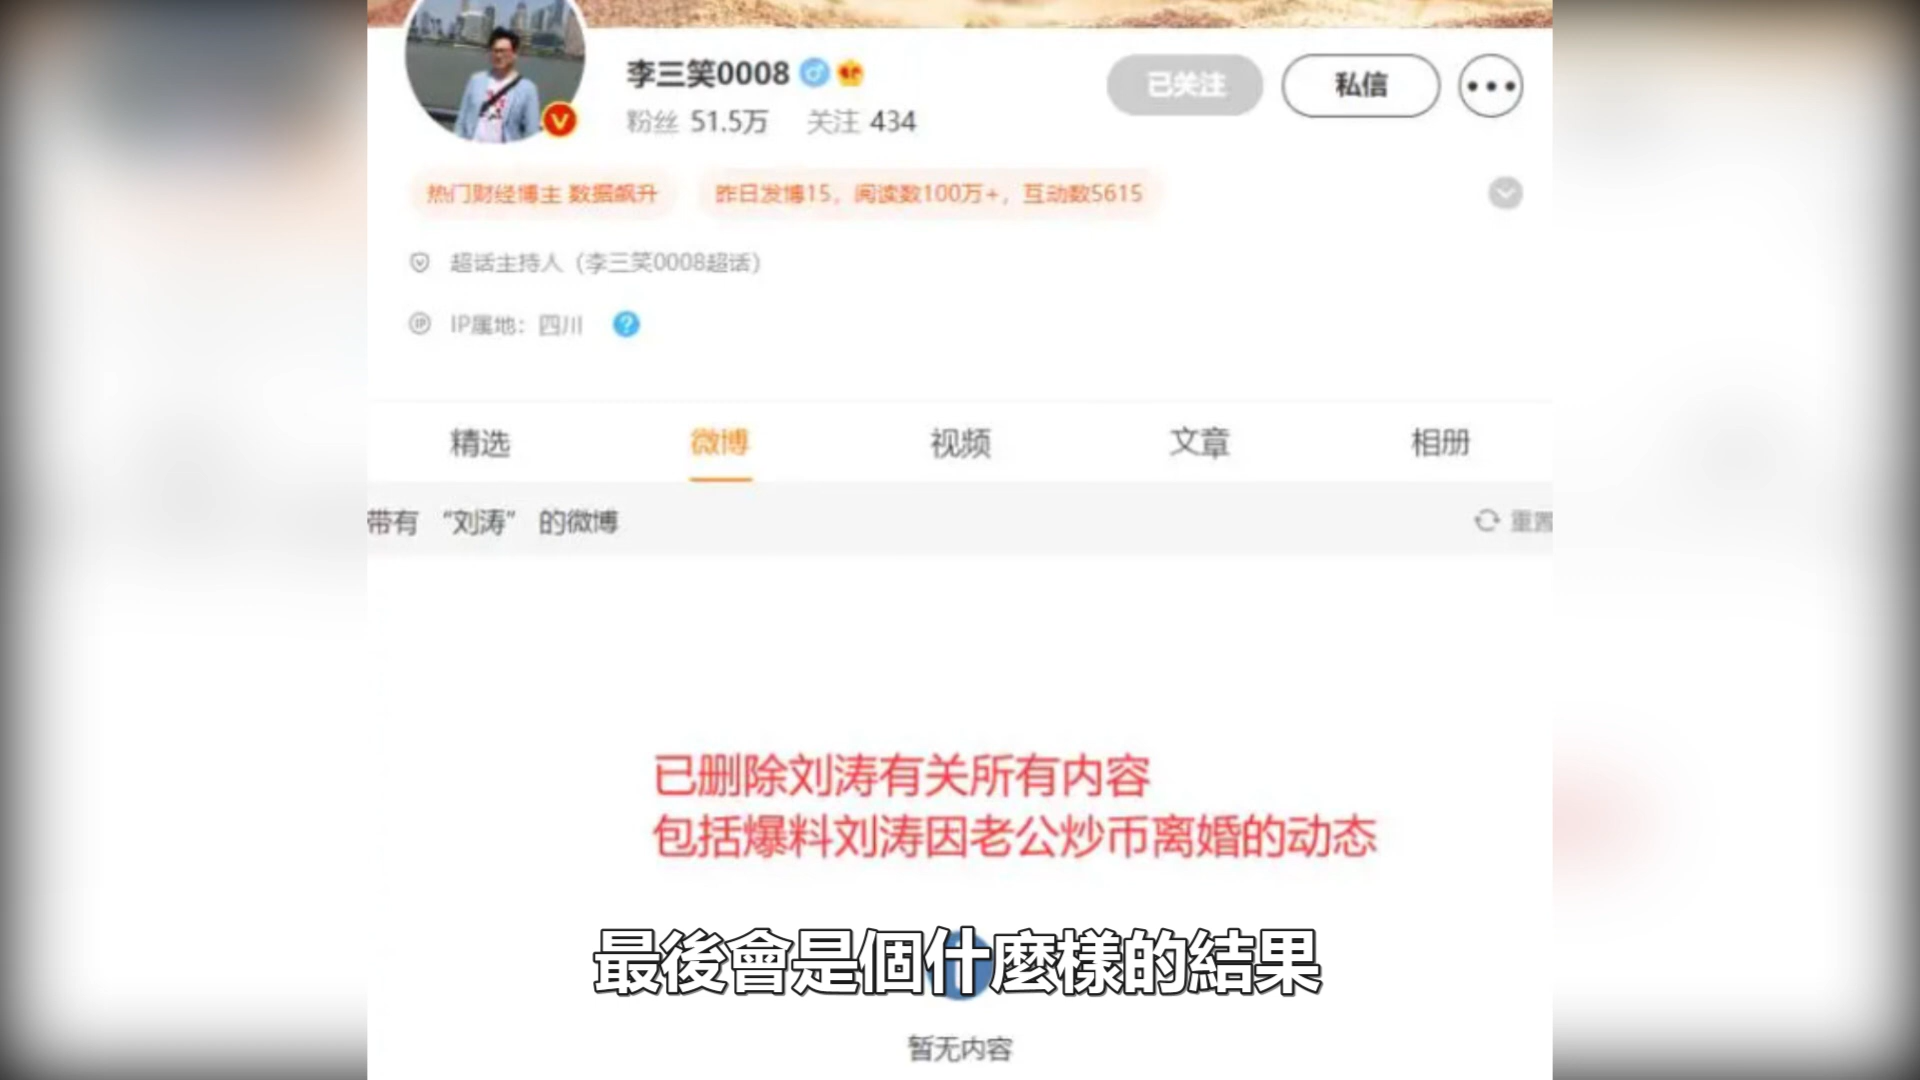 李三笑0008
已关注
私信
粉丝 51.5万 关注 434
热门财经博主 数据飙升
昨日发博15，阅读数100万+，互动数5615
超话主持人（李三笑0008超话）
IP属地：四川
精选 微博 视频 文章 相册
带有 “刘涛” 的微博
重置
已删除刘涛有关所有内容
包括爆料刘涛因老公炒币离婚的动态
最後會是個什麼樣的結果
暂无内容